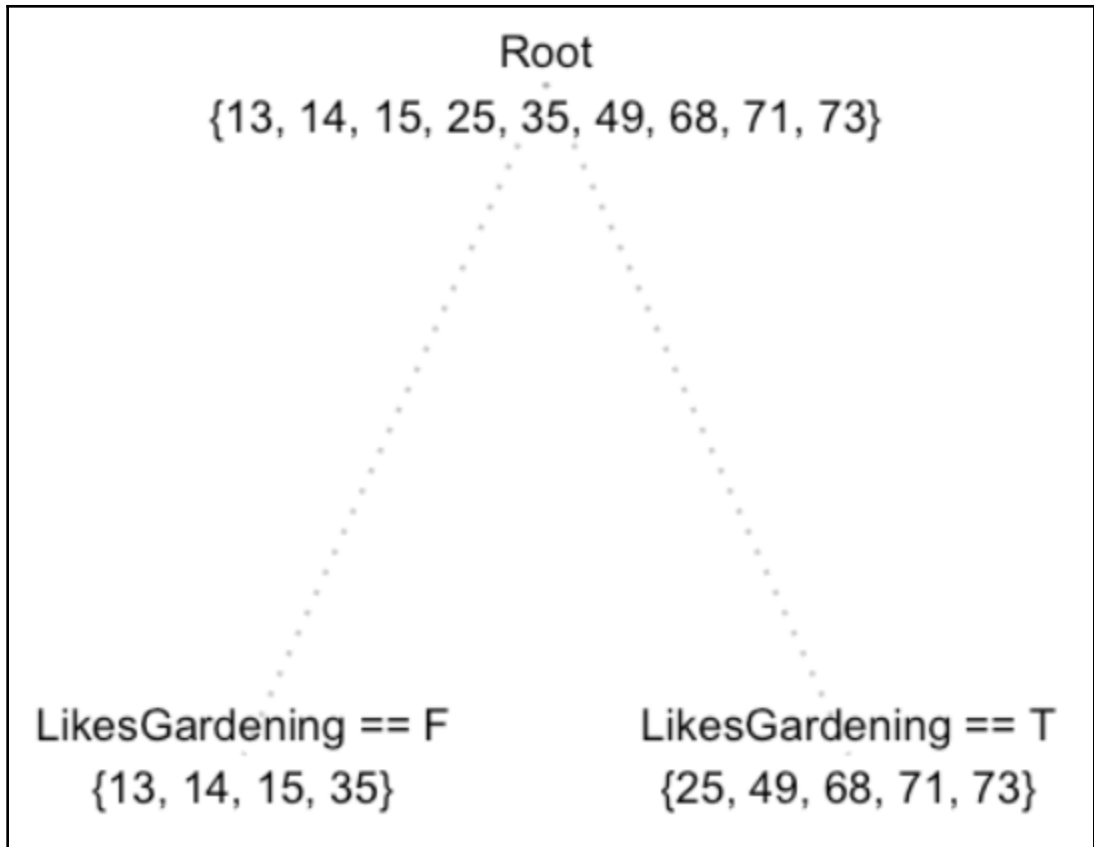 Root
{13, 14, 15, 25, 35, 49, 68, 71, 73}
LikesGardening == F
{13, 14, 15, 35}
LikesGardening == T
{25, 49, 68, 71, 73}